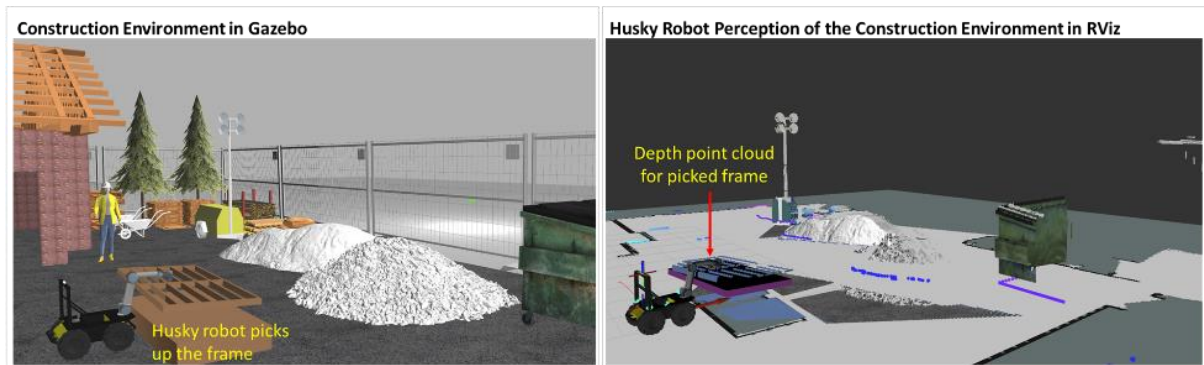 Construction Environment in Gazebo
Husky robot picks
up the frame
Husky Robot Perception of the Construction Environment in RViz
Depth point cloud
for picked frame